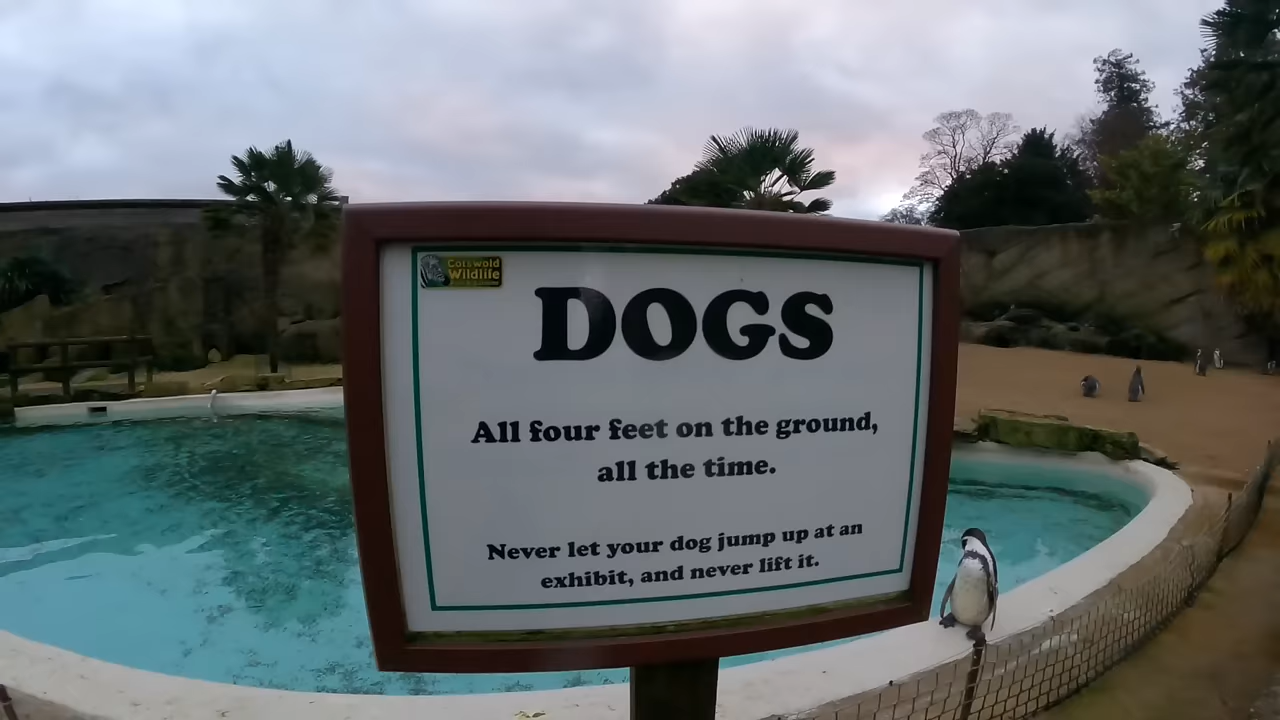 Cotswold
Wildlife
DOGS
All four feet on the ground,
all the time.
Never let your dog jump up at an
exhibit, and never lift it.